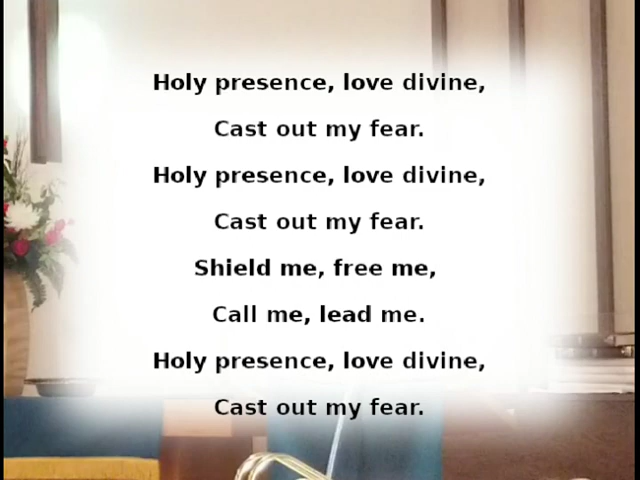 Holy presence, love divine,
Cast out my fear.
Holy presence, love divine,
Cast out my fear.
Shield me, free me,
Call me, lead me.
Holy presence, love divine,
Cast out my fear.